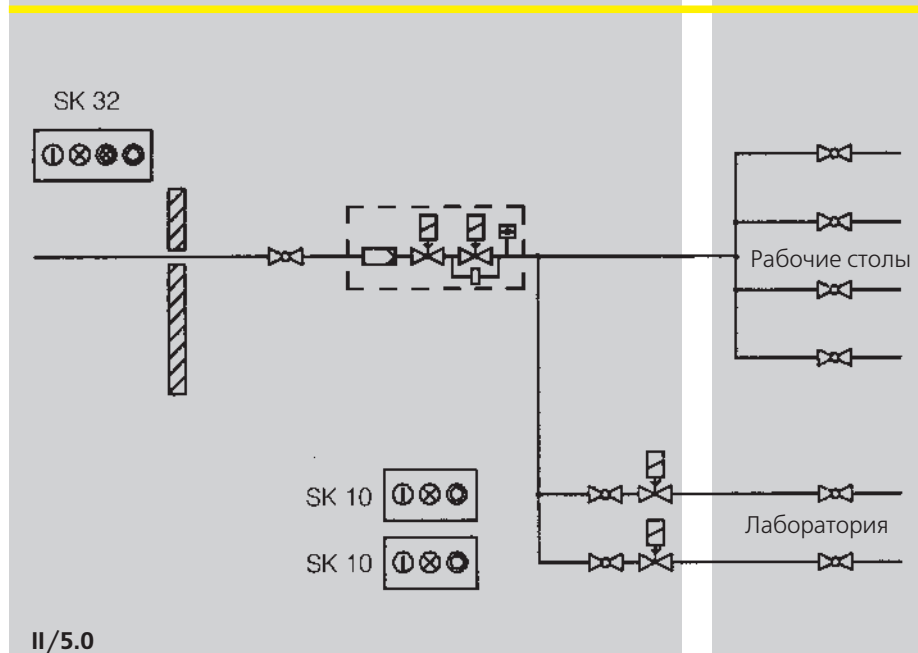 SK 32
Рабочие столы
SK 10
Лаборатория
SK 10
II/5.0